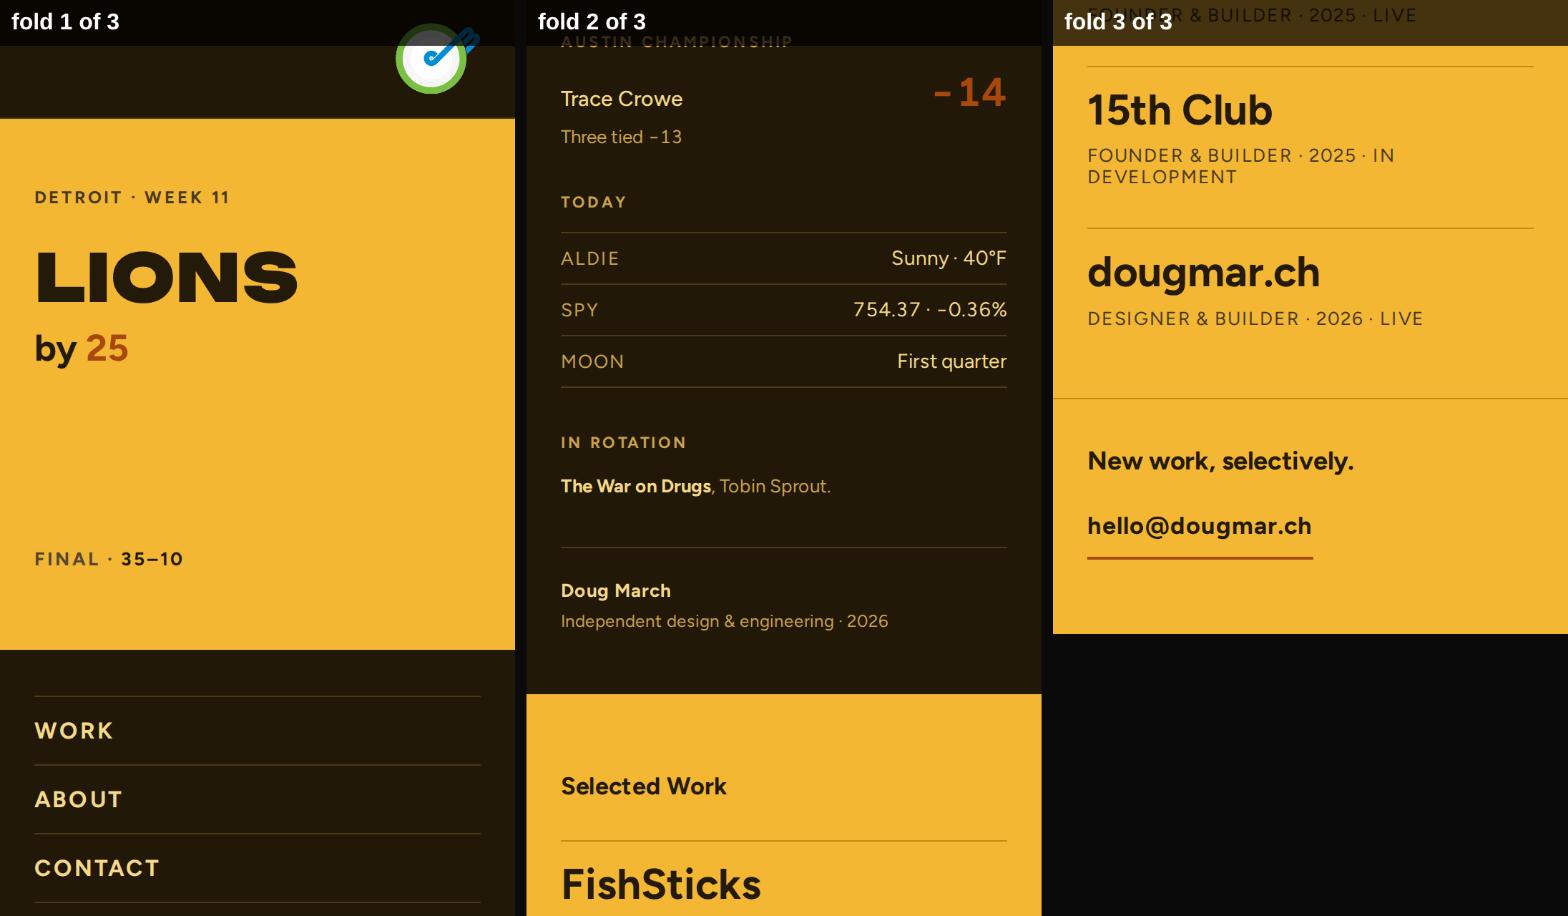 fold 1 of 3
DETROIT · WEEK 11
LIONS
by 25
FINAL · 35–10
WORK
ABOUT
CONTACT
fold 2 of 3
AUSTIN CHAMPIONSHIP
Trace Crowe
−14
Three tied −13
TODAY
ALDIE Sunny · 40°F
SPY 754.37 · −0.36%
MOON First quarter
IN ROTATION
The War on Drugs, Tobin Sprout.
Doug March
Independent design & engineering · 2026
Selected Work
FishSticks
fold 3 of 3
FOUNDER & BUILDER · 2025 · LIVE
15th Club
FOUNDER & BUILDER · 2025 · IN
DEVELOPMENT
dougmar.ch
DESIGNER & BUILDER · 2026 · LIVE
New work, selectively.
hello@dougmar.ch